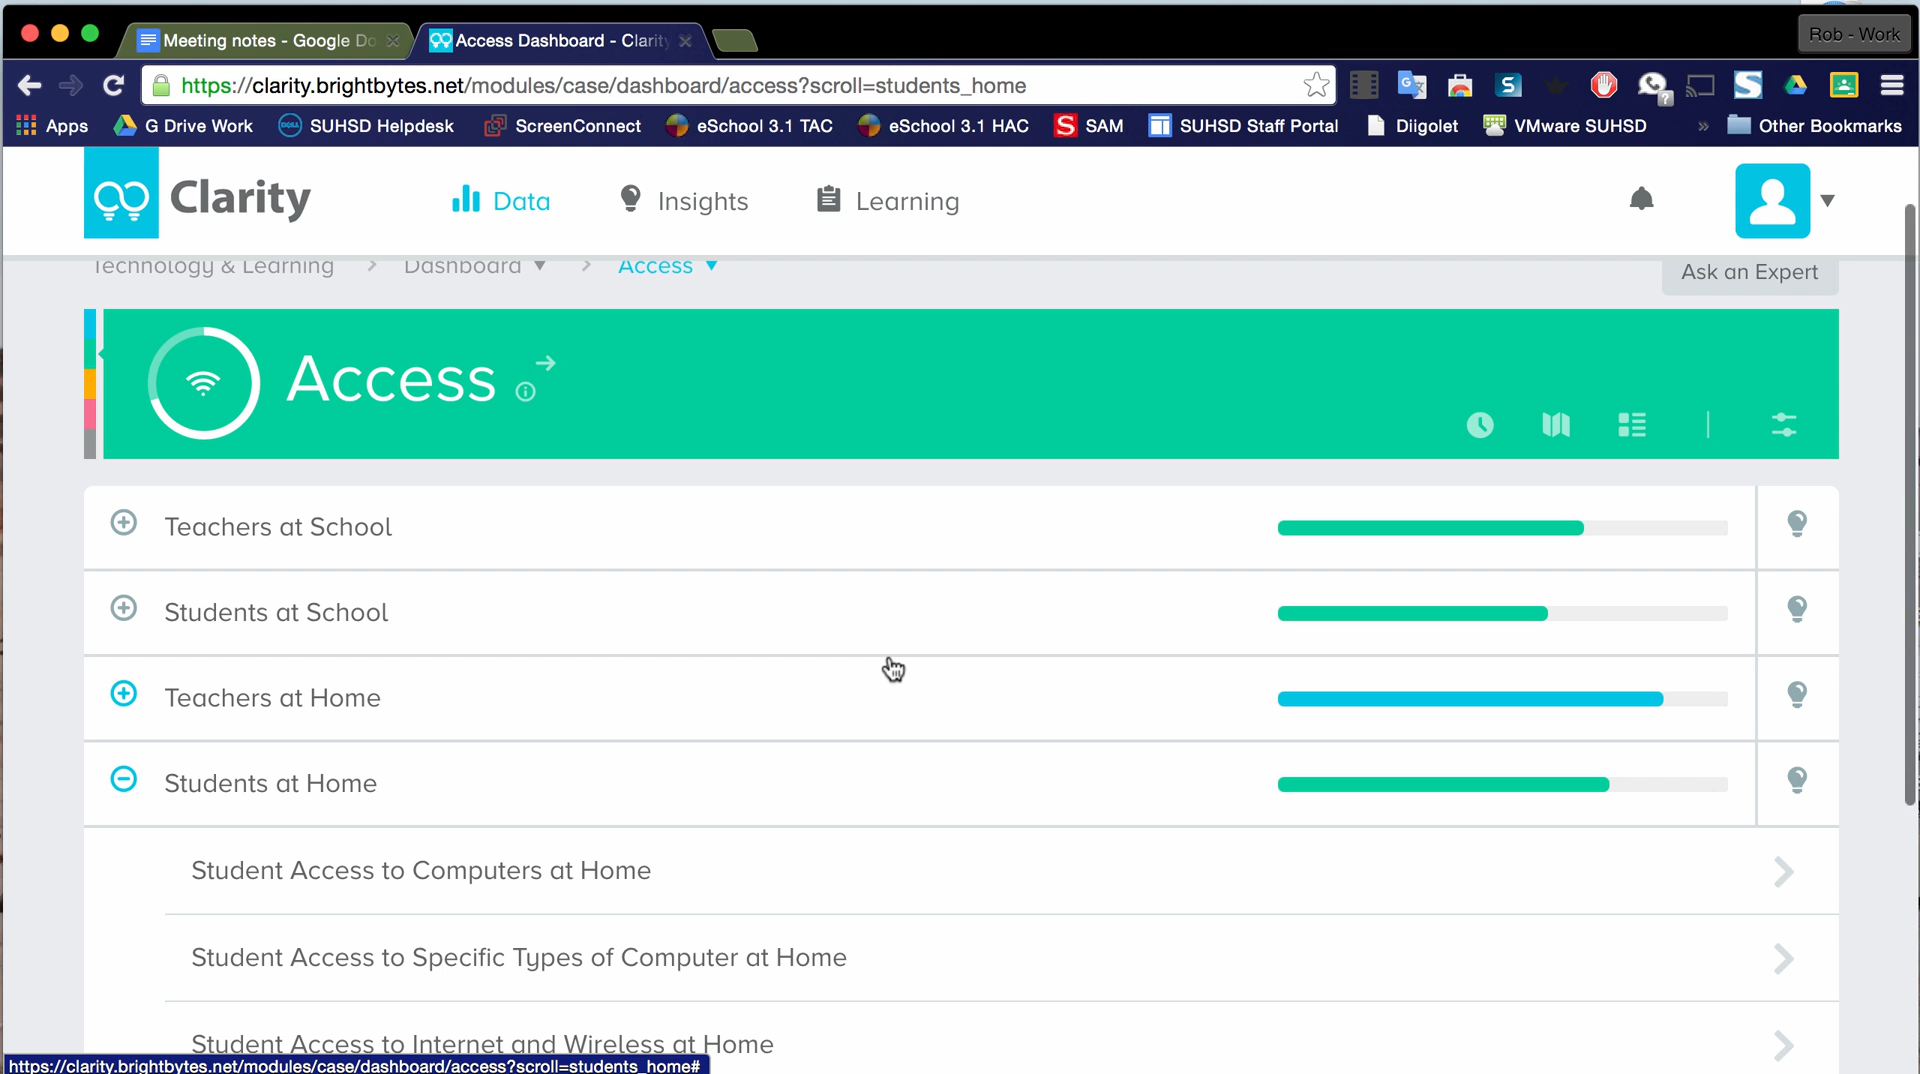 Meeting notes - Google Do
Access Dashboard - Clarity
Rob - Work
https://clarity.brightbytes.net/modules/case/dashboard/access?scroll=students_home
Apps
G Drive Work
SUHSD Helpdesk
ScreenConnect
eSchool 3.1 TAC
eSchool 3.1 HAC
SAM
SUHSD Staff Portal
Diigolet
VMware SUHSD
»
Other Bookmarks
Clarity
Data
Insights
Learning
Technology & Learning > Dashboard > Access
Ask an Expert
Access
Teachers at School
Students at School
Teachers at Home
Students at Home
Student Access to Computers at Home
Student Access to Specific Types of Computer at Home
Student Access to Internet and Wireless at Home
https://clarity.brightbytes.net/modules/case/dashboard/access?scroll=students_home#